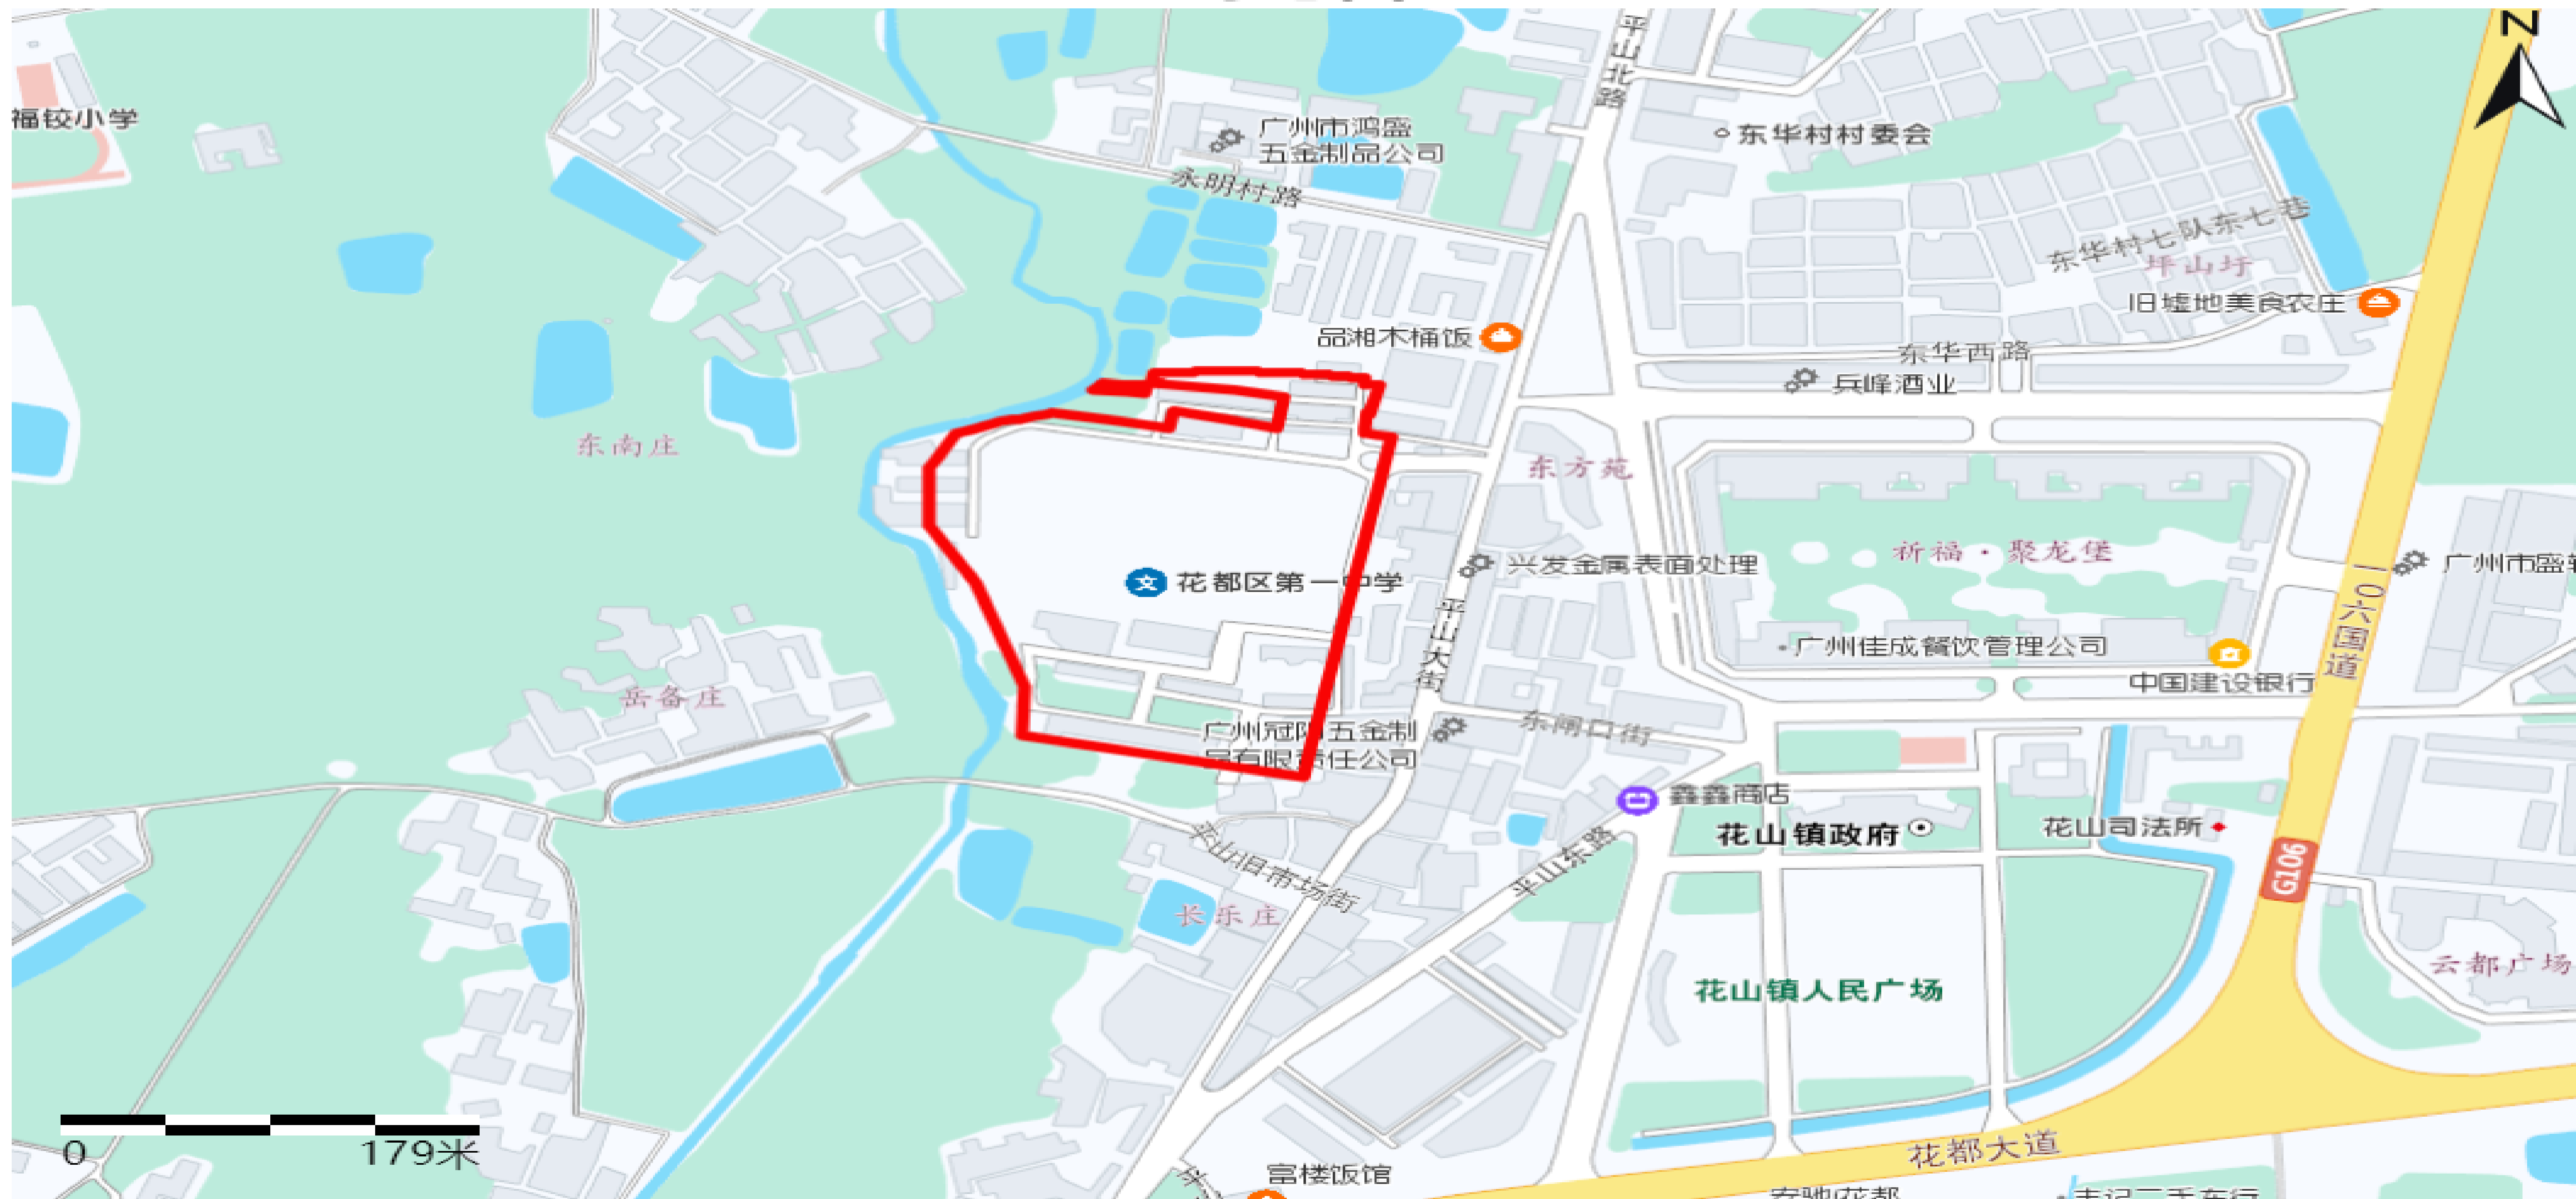 N
平山北路
福铰小学
广州市鸿盛
五金制品公司
东华村村委会
永明村路
东华村七队东七巷
坪山圩
旧墟地美食农庄
品湘木桶饭
东华西路
兵峰酒业
东南庄
东方苑
祈福·聚龙堡
兴发金属表面处理
广州市盛
花都区第一中学
一〇六国道
平山大街
广州佳成餐饮管理公司
中国建设银行
岳备庄
东闸口街
广州冠阳五金制
品有限责任公司
鑫鑫商店
花山镇政府
花山司法所
平山旧市场街
平山东路
G106
长乐庄
云都广场
花山镇人民广场
0
179米
花都大道
富楼饭馆